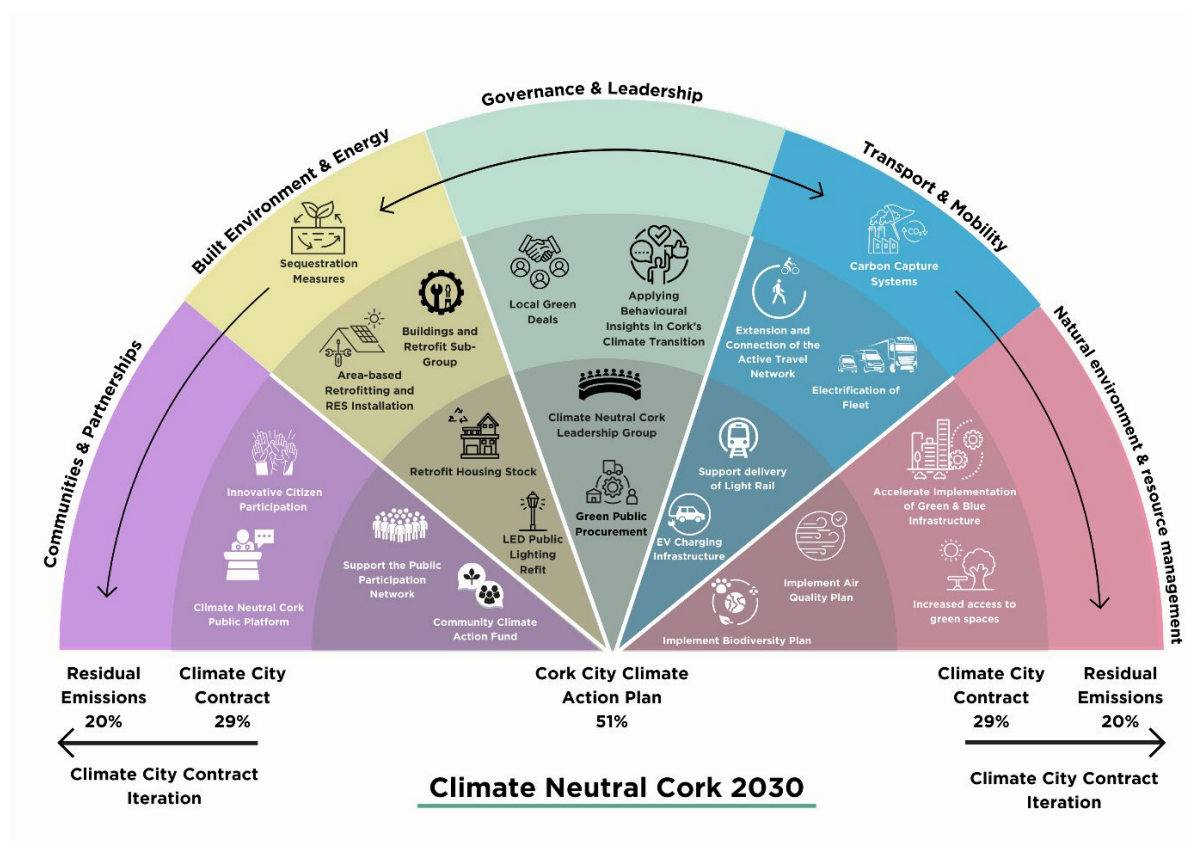 Governance & Leadership
Built Environment & Energy
Transport & Mobility
Communities & Partnerships
Natural environment & resource management
Sequestration
Measures
Carbon Capture
Systems
CO₂
Buildings and
Retrofit Sub-
Group
Area-based
Retrofitting and
RES Installation
Local Green
Deals
Applying
Behavioural
Insights in Cork's
Climate Transition
Extension and
Connection of the
Active Travel
Network
Electrification of
Fleet
Innovative Citizen
Participation
Climate Neutral Cork
Public Platform
Retrofit Housing Stock
LED Public
Lighting
Refit
Climate Neutral Cork
Leadership Group
Green Public
Procurement
Support delivery
of Light Rail
EV Charging
Infrastructure
Accelerate Implementation
of Green & Blue
Infrastructure
Increased access to
green spaces
Support the Public
Participation
Network
Community Climate
Action Fund
Implement Air
Quality Plan
Implement Biodiversity Plan
Residual
Emissions
20%
Climate City
Contract
29%
Cork City Climate
Action Plan
51%
Climate City
Contract
29%
Residual
Emissions
20%
Climate City Contract
Iteration
Climate City Contract
Iteration
Climate Neutral Cork 2030